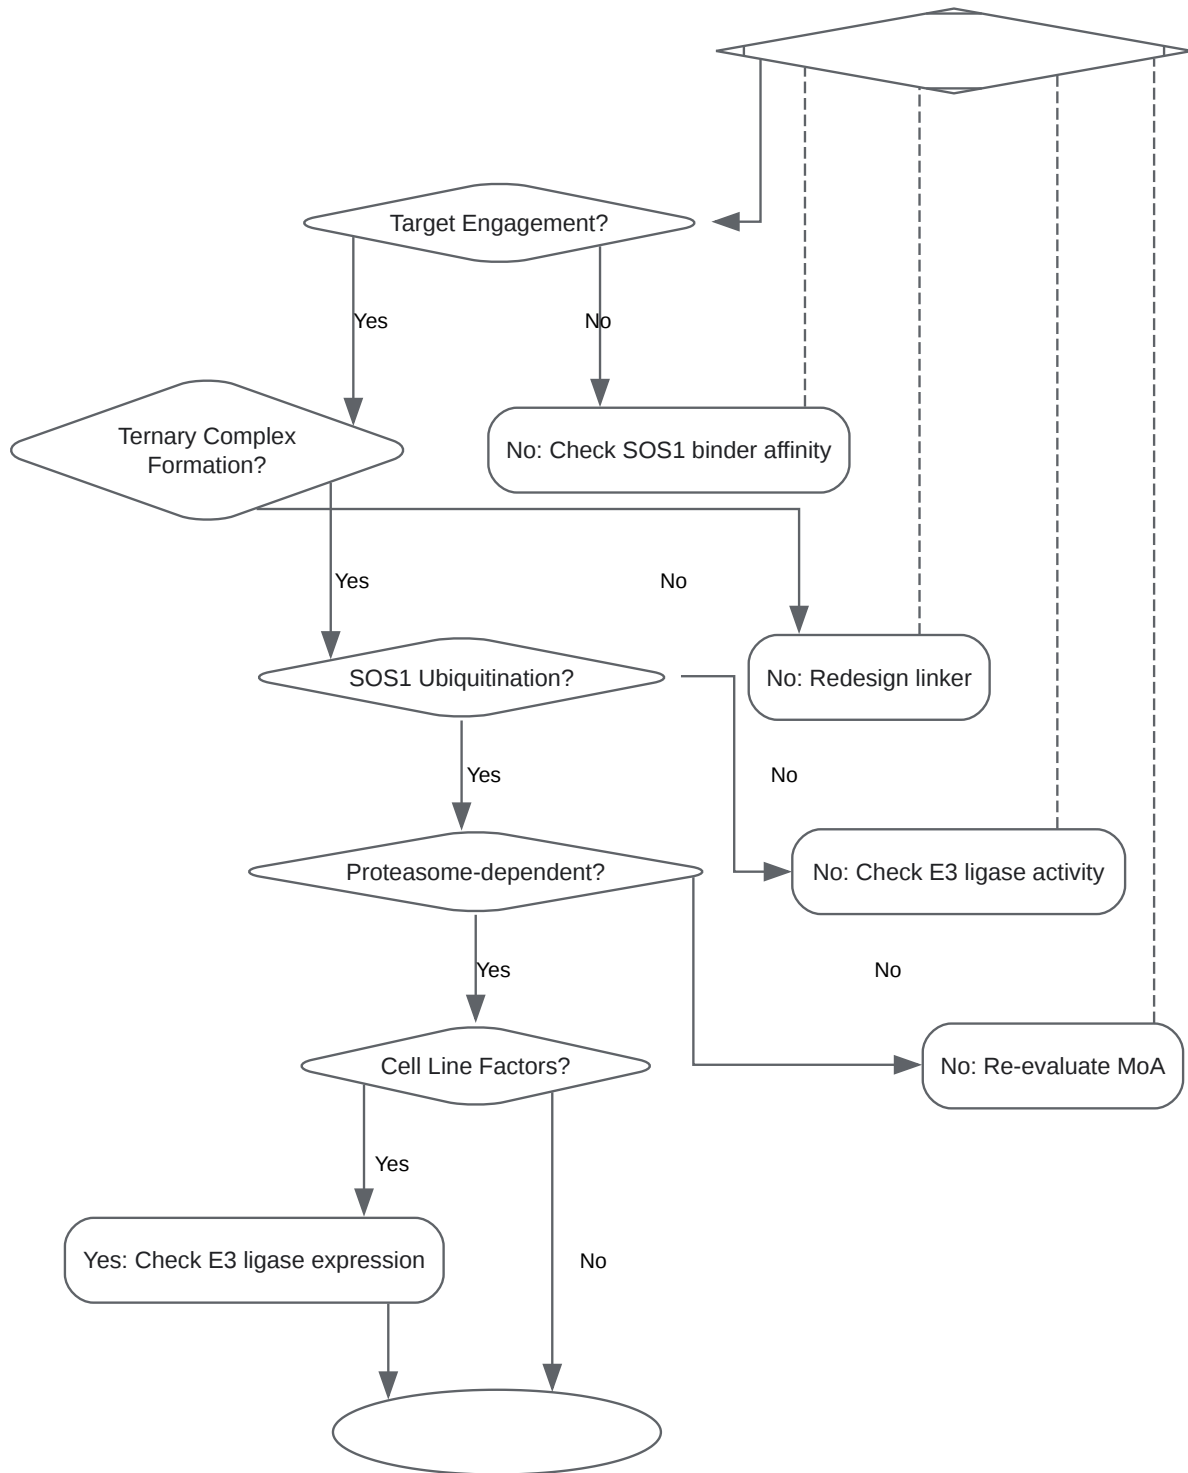 Target Engagement?
Yes
No
Ternary Complex
Formation?
No: Check SOS1 binder affinity
Yes
No
SOS1 Ubiquitination?
No: Redesign linker
Yes
No
Proteasome-dependent?
No: Check E3 ligase activity
Yes
No
Cell Line Factors?
No: Re-evaluate MoA
Yes
Yes: Check E3 ligase expression
No